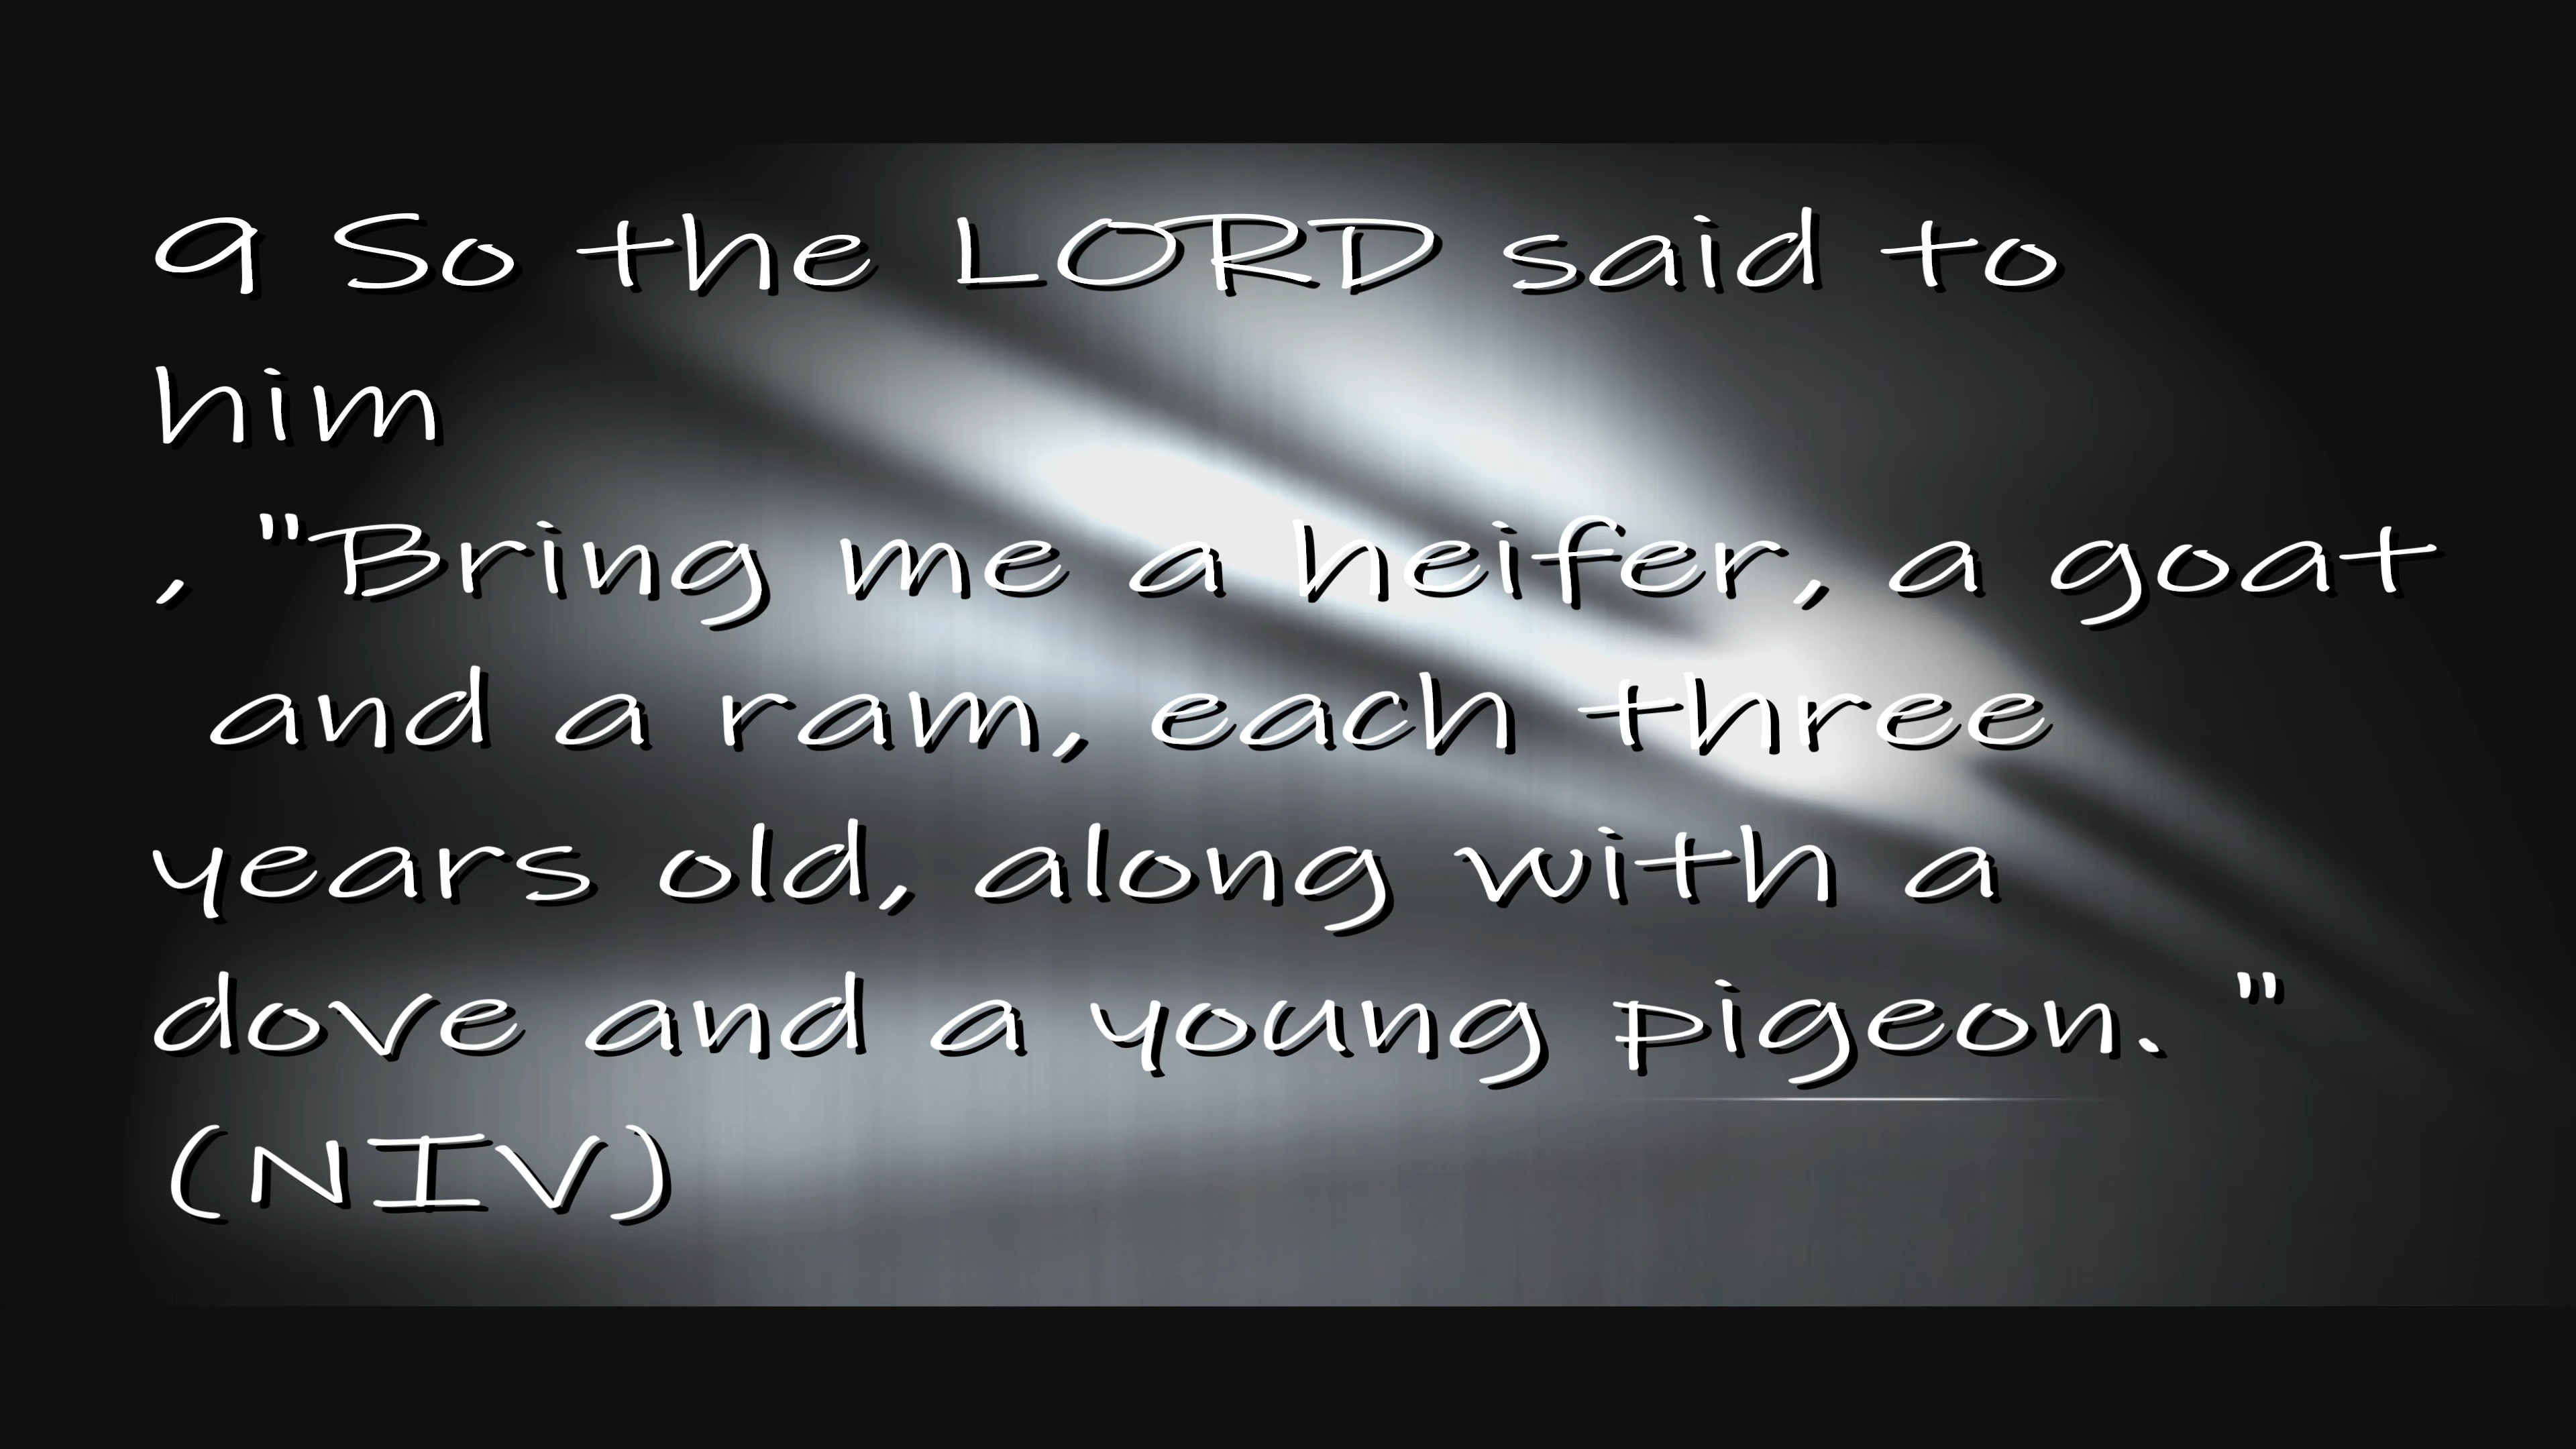 9 So the LORD said to
him
, "Bring me a heifer, a goat
and a ram, each three
years old, along with a
dove and a young pigeon. "
(NIV)